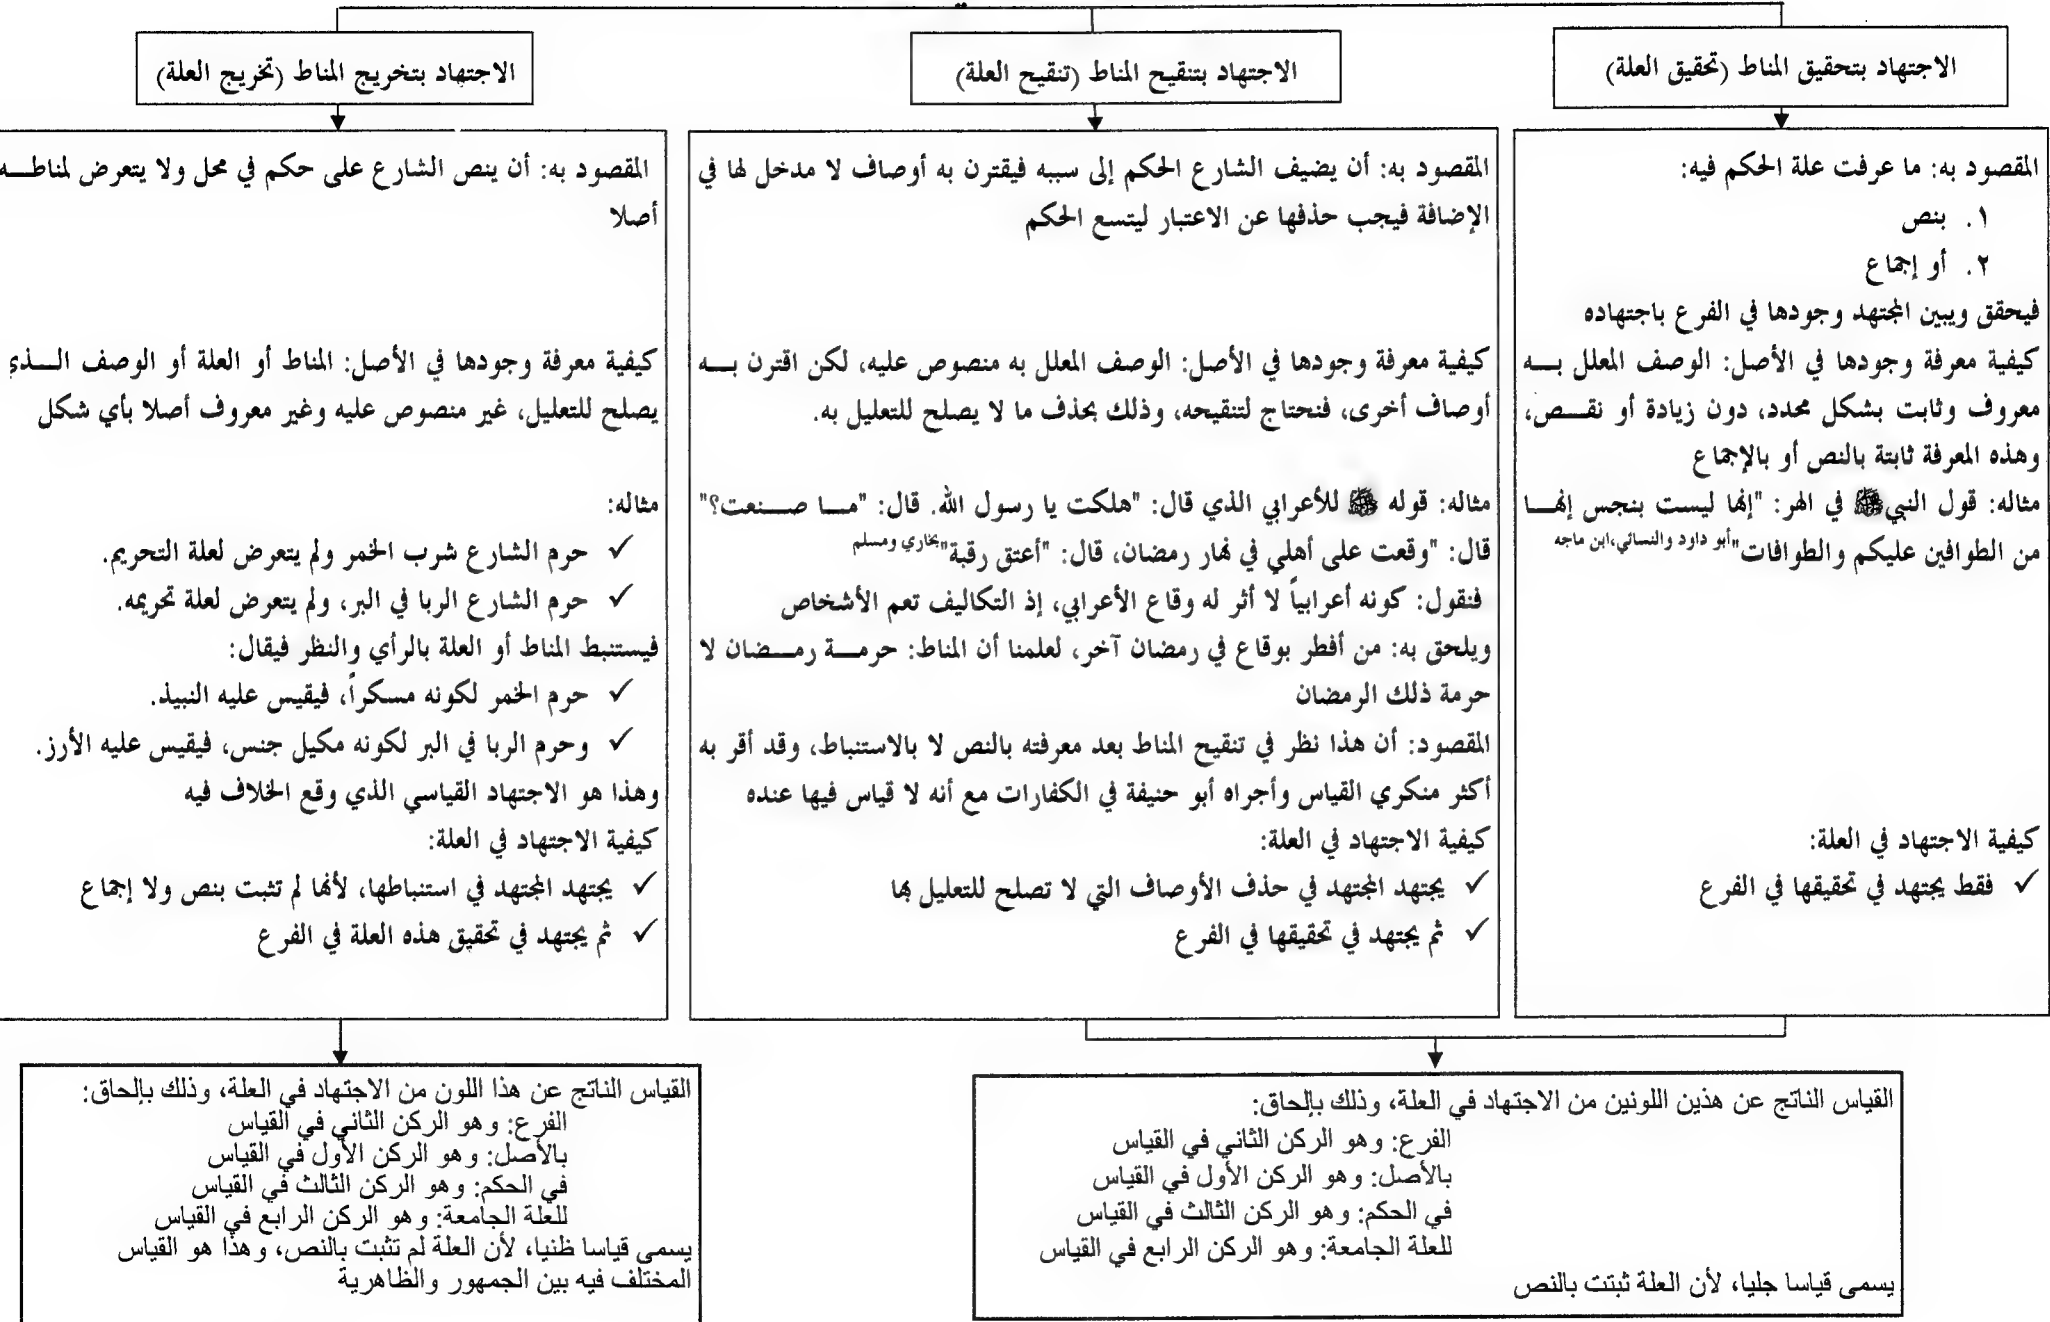 الاجتهاد بتحقيق المناط (تحقيق العلة)
المقصود به: ما عرفت علة الحكم فيه:
١. بنص
٢. أو إجماع
فيحقق ويبين المجتهد وجودها في الفرع باجتهاده
كيفية معرفة وجودها في الأصل: الوصف المعلل بـــه
معروف وثابت بشكل محدد، دون زيادة أو نقــص،
وهذه المعرفة ثابتة بالنص أو بالإجماع
مثاله: قول النبي ﷺ في الهر: "إنها ليست بنجس إنهــا
من الطوافين عليكم والطوافات" أبو داود والنسائي،ابن ماجه
كيفية الاجتهاد في العلة:
✓ فقط يجتهد في تحقيقها في الفرع
الاجتهاد بتنقيح المناط (تنقيح العلة)
المقصود به: أن يضيف الشارع الحكم إلى سببه فيقترن به أوصاف لا مدخل لها في
الإضافة فيجب حذفها عن الاعتبار ليتسع الحكم
كيفية معرفة وجودها في الأصل: الوصف المعلل به منصوص عليه، لكن اقترن بـــه
أوصاف أخرى، فنحتاج لتنقيحه، وذلك بحذف ما لا يصلح للتعليل به.
مثاله: قوله ﷺ للأعرابي الذي قال: "هلكت يا رسول الله. قال: "مـــا صـــنعت؟"
قال: "وقعت على أهلي في نهار رمضان، قال: "أعتق رقبة" بخاري ومسلم
فنقول: كونه أعرابياً لا أثر له وقاع الأعرابي، إذ التكاليف تعم الأشخاص
ويلحق به: من أفطر بوقاع في رمضان آخر، لعلمنا أن المناط: حرمـــة رمـــضان لا
حرمة ذلك الرمضان
المقصود: أن هذا نظر في تنقيح المناط بعد معرفته بالنص لا بالاستنباط، وقد أقر به
أكثر منكري القياس وأجراه أبو حنيفة في الكفارات مع أنه لا قياس فيها عنده
كيفية الاجتهاد في العلة:
✓ يجتهد المجتهد في حذف الأوصاف التي لا تصلح للتعليل بها
✓ ثم يجتهد في تحقيقها في الفرع
الاجتهاد بتخريج المناط (تخريج العلة)
المقصود به: أن ينص الشارع على حكم في محل ولا يتعرض لمناطـــه
أصلا
كيفية معرفة وجودها في الأصل: المناط أو العلة أو الوصف الـــذي
يصلح للتعليل، غير منصوص عليه وغير معروف أصلا بأي شكل
مثاله:
✓ حرم الشارع شرب الخمر ولم يتعرض لعلة التحريم.
✓ حرم الشارع الربا في البر، ولم يتعرض لعلة تحريمه.
فيستنبط المناط أو العلة بالرأي والنظر فيقال:
✓ حرم الخمر لكونه مسكراً، فيقيس عليه النبيذ.
✓ وحرم الربا في البر لكونه مكيل جنس، فيقيس عليه الأرز.
وهذا هو الاجتهاد القياسي الذي وقع الخلاف فيه
كيفية الاجتهاد في العلة:
✓ يجتهد المجتهد في استنباطها، لأنها لم تثبت بنص ولا إجماع
✓ ثم يجتهد في تحقيق هذه العلة في الفرع
القياس الناتج عن هذين اللونين من الاجتهاد في العلة، وذلك بإلحاق:
الفرع: وهو الركن الثاني في القياس
بالأصل: وهو الركن الأول في القياس
في الحكم: وهو الركن الثالث في القياس
للعلة الجامعة: وهو الركن الرابع في القياس
يسمى قياسا جليا، لأن العلة ثبتت بالنص
القياس الناتج عن هذا اللون من الاجتهاد في العلة، وذلك بإلحاق:
الفرع: وهو الركن الثاني في القياس
بالأصل: وهو الركن الأول في القياس
في الحكم: وهو الركن الثالث في القياس
للعلة الجامعة: وهو الركن الرابع في القياس
يسمى قياسا ظنيا، لأن العلة لم تثبت بالنص، وهذا هو القياس
المختلف فيه بين الجمهور والظاهرية